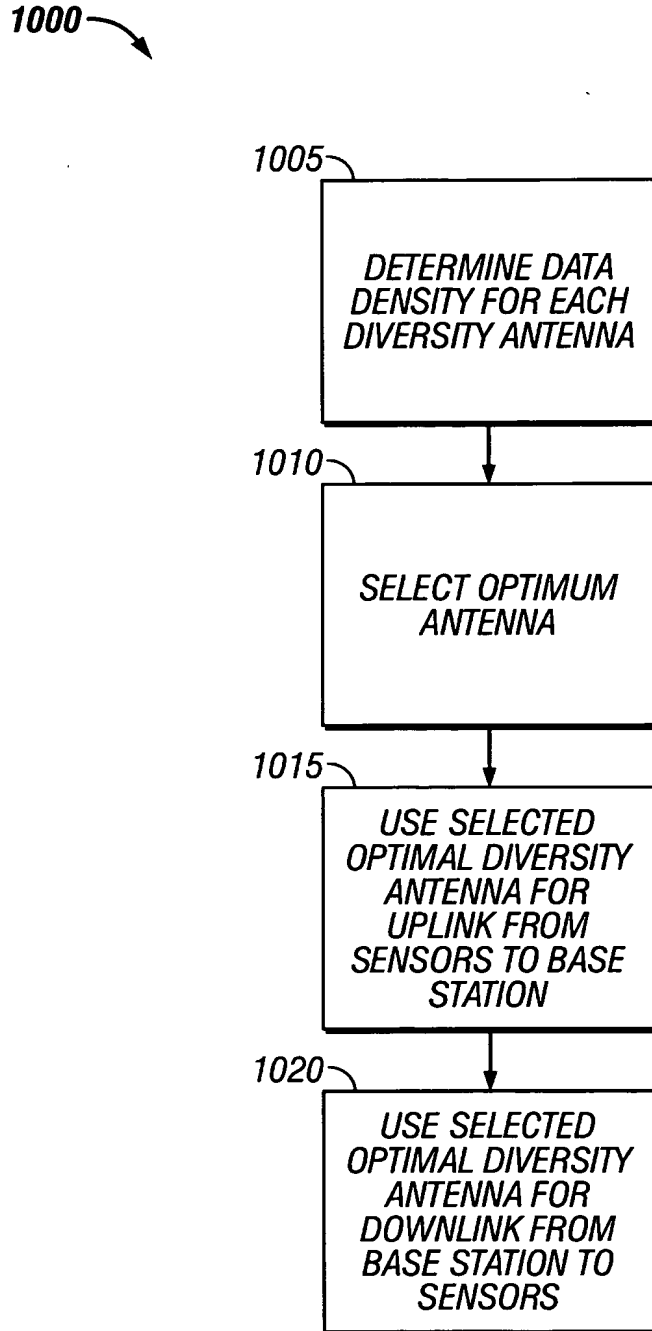 1000
1005
DETERMINE DATA
DENSITY FOR EACH
DIVERSITY ANTENNA
1010
SELECT OPTIMUM
ANTENNA
1015
USE SELECTED
OPTIMAL DIVERSITY
ANTENNA FOR
UPLINK FROM
SENSORS TO BASE
STATION
1020
USE SELECTED
OPTIMAL DIVERSITY
ANTENNA FOR
DOWNLINK FROM
BASE STATION TO
SENSORS